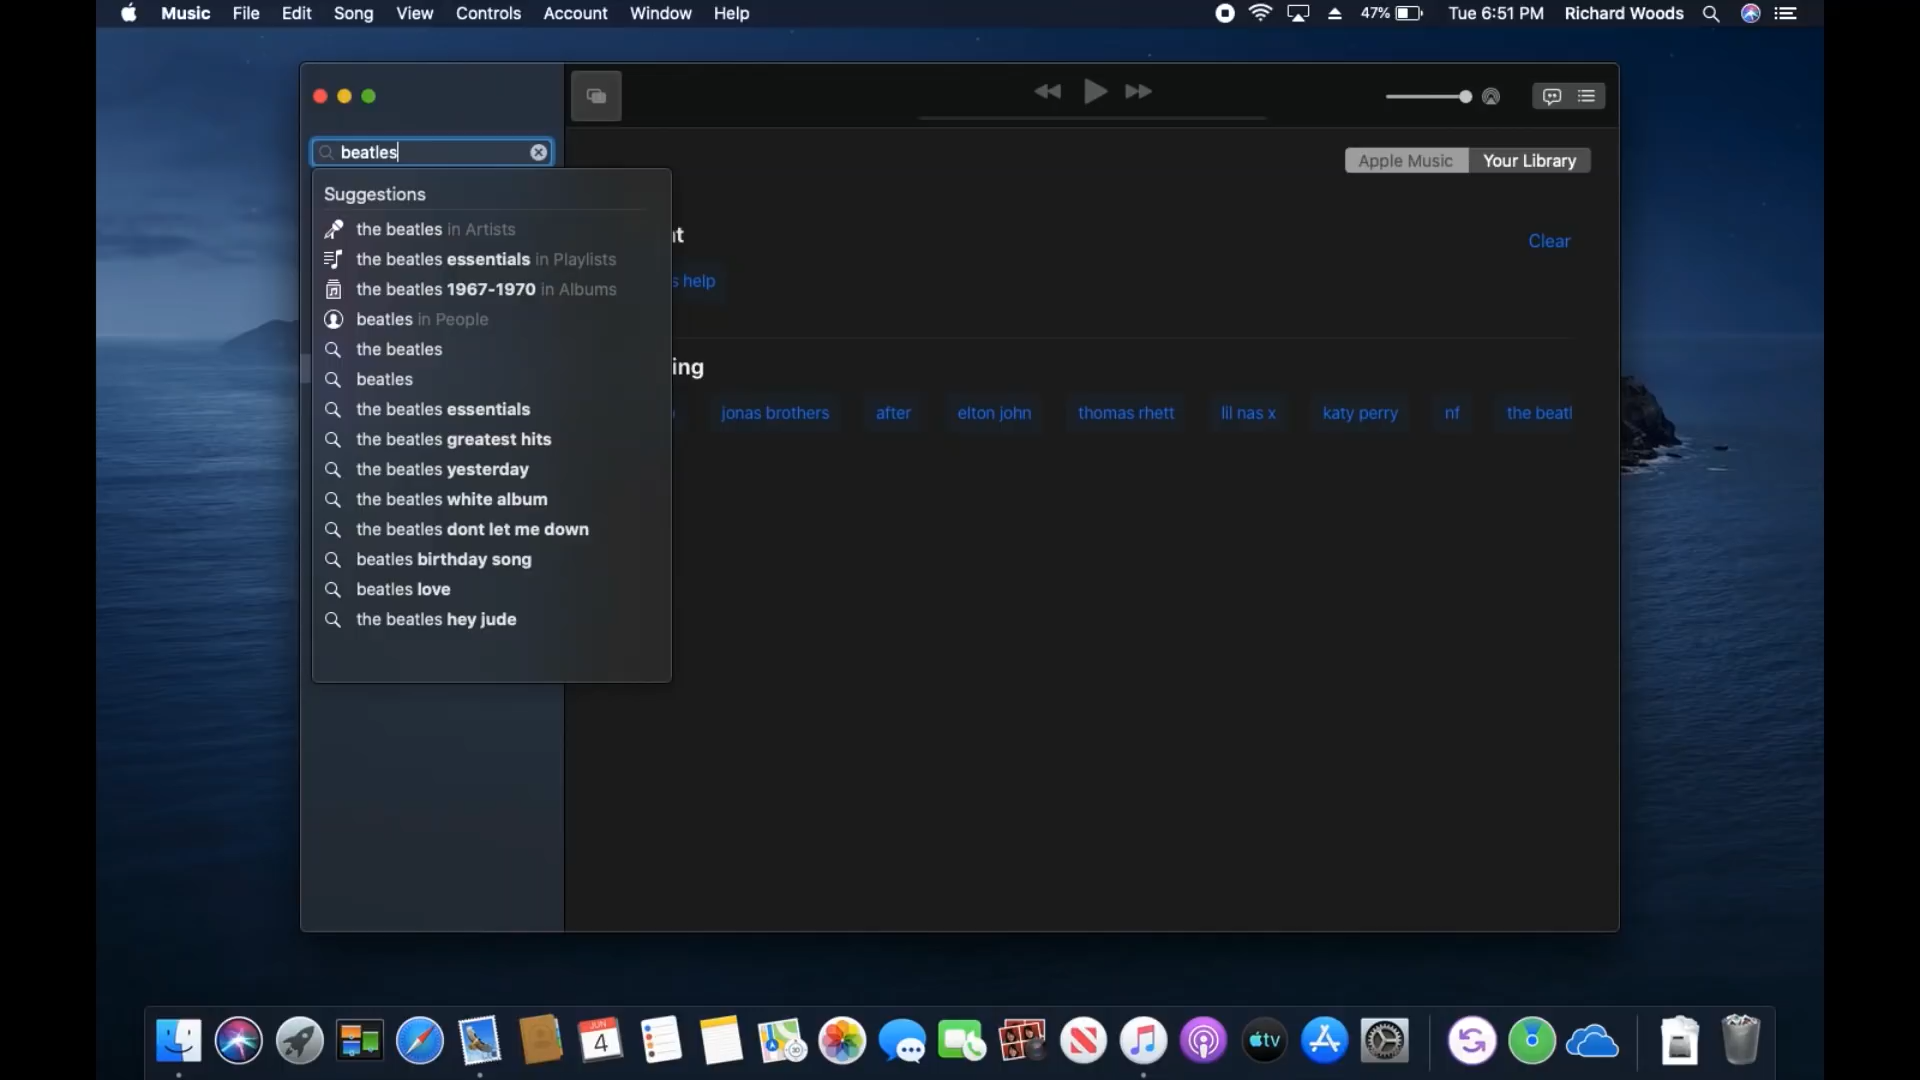 Music File Edit Song View Controls Account Window Help 47% Tue 6:51 PM Richard Woods
beatles
Apple Music Your Library
Suggestions
the beatles in Artists
the beatles essentials in Playlists
the beatles 1967-1970 in Albums
beatles in People
the beatles
beatles
the beatles essentials
the beatles greatest hits
the beatles yesterday
the beatles white album
the beatles dont let me down
beatles birthday song
beatles love
the beatles hey jude
Clear
help
ing
jonas brothers after elton john thomas rhett lil nas x katy perry nf the beatl
JUN
4
tv